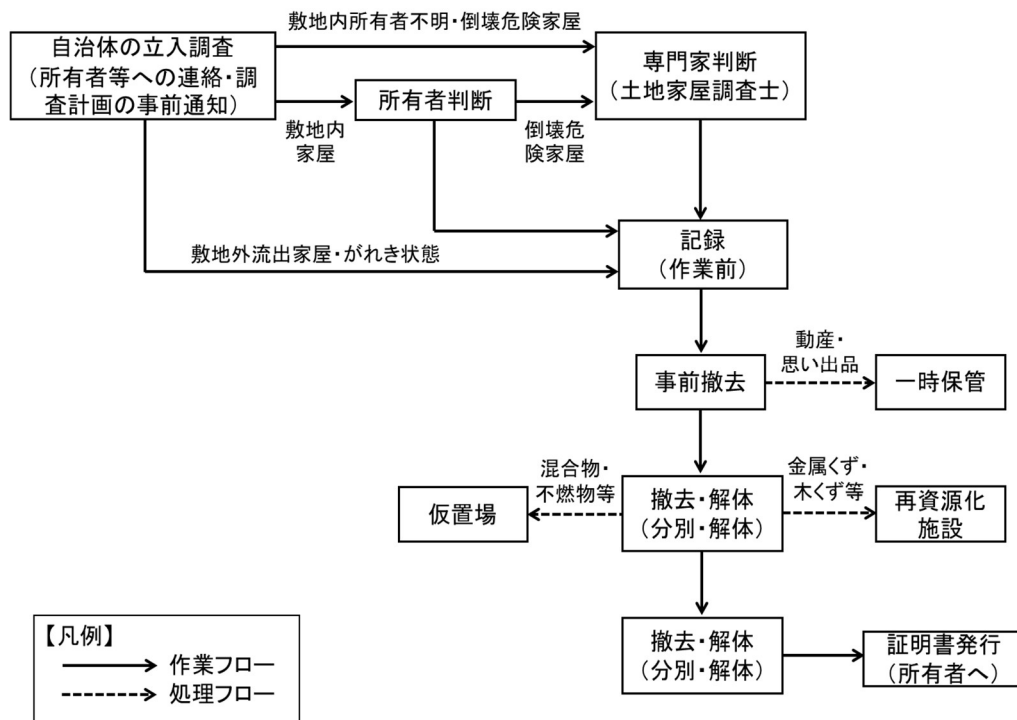 敷地内所有者不明・倒壊危険家屋
自治体の立入調査
(所有者等への連絡・調
査計画の事前通知)
敷地内
家屋
所有者判断
倒壊危
険家屋
専門家判断
(土地家屋調査士)
敷地外流出家屋・がれき状態
記録
(作業前)
事前撤去
動産・
思い出品
一時保管
混合物・
不燃物等
仮置場
撤去・解体
(分別・解体)
金属くず・
木くず等
再資源化
施設
撤去・解体
(分別・解体)
証明書発行
(所有者へ)
【凡例】
作業フロー
処理フロー